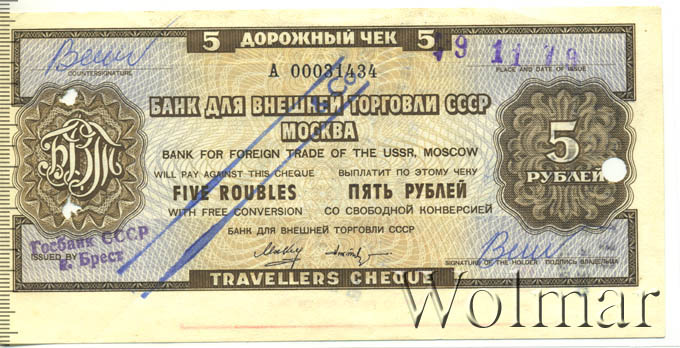 5 ДОРОЖНЫЙ ЧЕК 5
COUNTERSIGNATURE
А 00031434
PLACE AND DATE OF ISSUE
БАНК ДЛЯ ВНЕШНЕЙ ТОРГОВЛИ СССР
МОСКВА
BANK FOR FOREIGN TRADE OF THE USSR, MOSCOW
WILL PAY AGAINST THIS CHEQUE ВЫПЛАТИТ ПО ЭТОМУ ЧЕКУ
FIVE ROUBLES ПЯТЬ РУБЛЕЙ
WITH FREE CONVERSION СО СВОБОДНОЙ КОНВЕРСИЕЙ
БАНК ДЛЯ ВНЕШНЕЙ ТОРГОВЛИ СССР
БВТ
5
РУБЛЕЙ
Госбанк СССР
ISSUED BY
г. Брест
SIGNATURE OF THE HOLDER ПОДПИСЬ ВЛАДЕЛЬЦА
TRAVELLERS CHEQUE
Wolmar